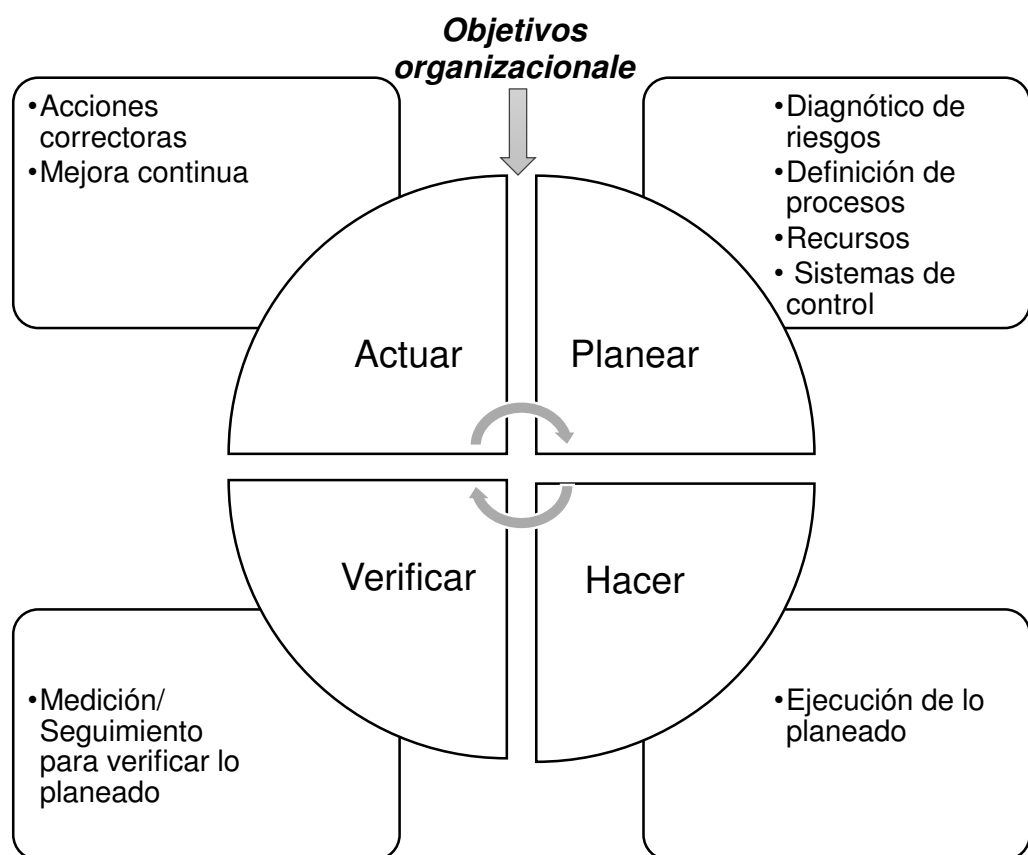 Objetivos
organizacionale
•Acciones
correctoras
•Mejora continua
•Diagnótico de
riesgos
•Definición de
procesos
•Recursos
• Sistemas de
control
Actuar
Planear
Verificar
Hacer
•Medición/
Seguimiento
para verificar lo
planeado
•Ejecución de lo
planeado